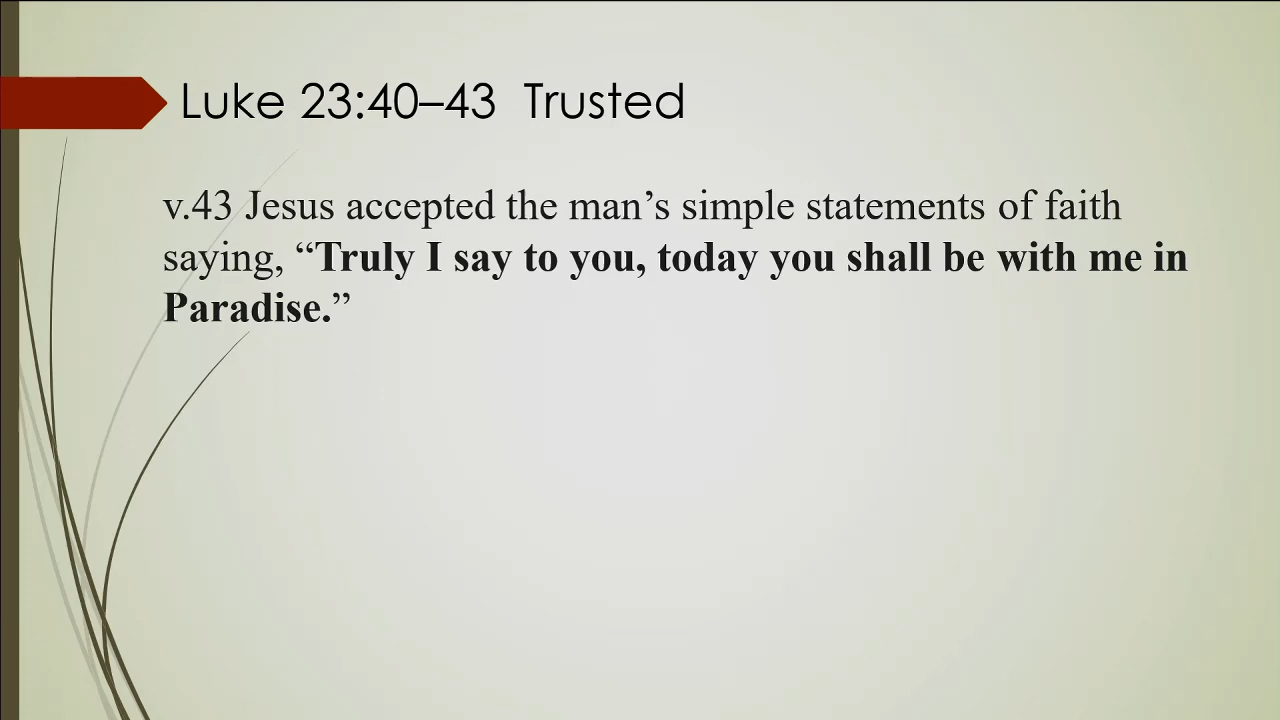 Luke 23:40–43  Trusted
v.43 Jesus accepted the man’s simple statements of faith
saying, “Truly I say to you, today you shall be with me in
Paradise.”